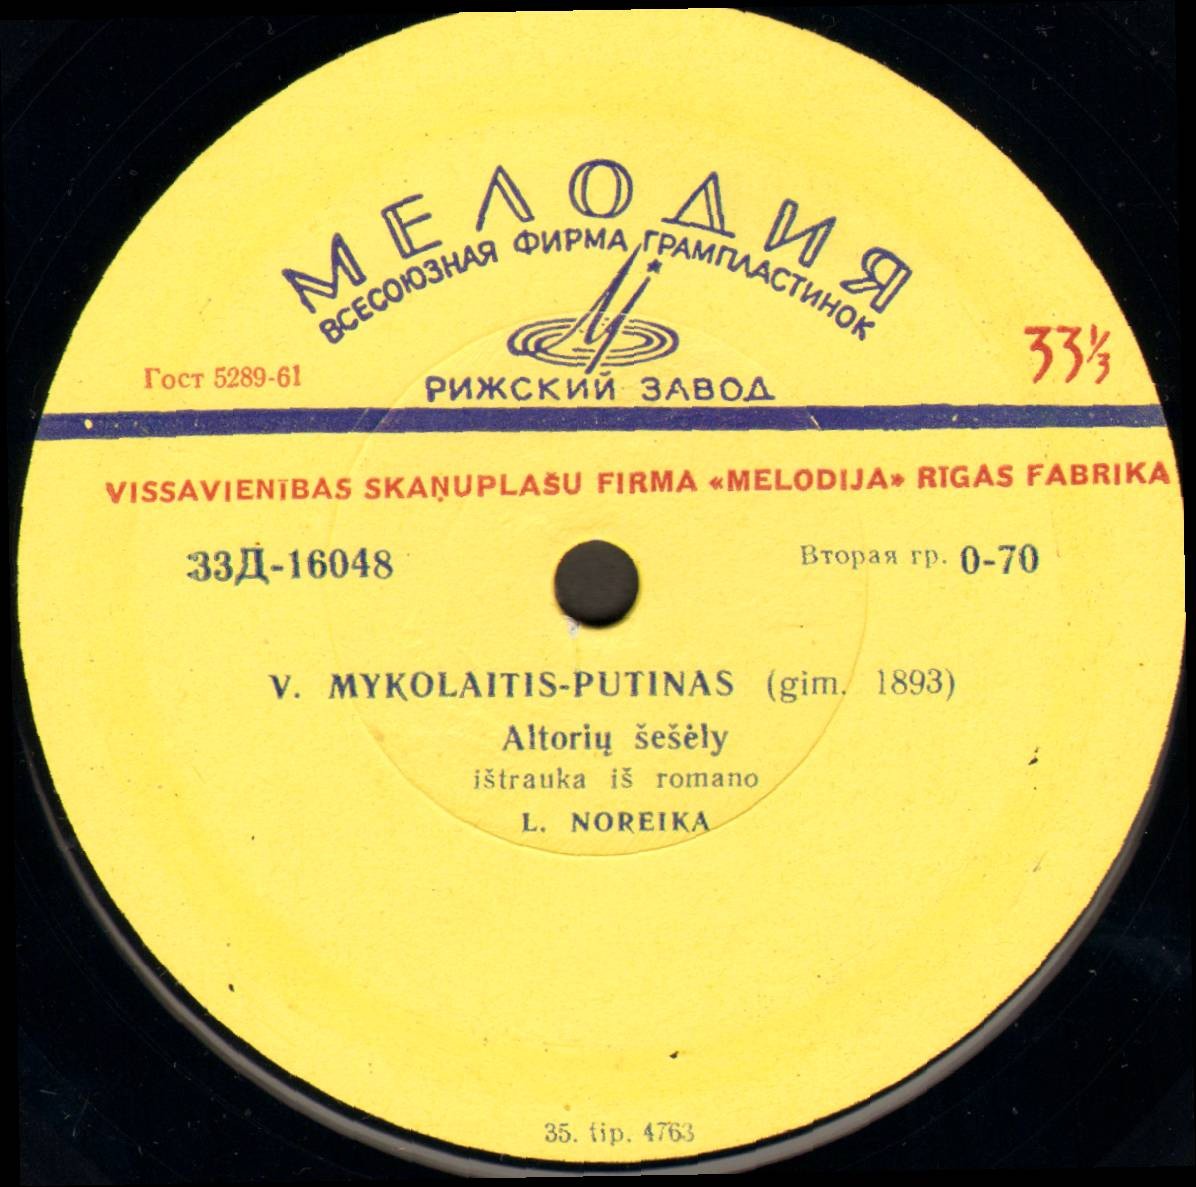 МЕЛОДИЯ
ВСЕСОЮЗНАЯ ФИРМА ГРАМПЛАСТИНОК
РИЖСКИЙ ЗАВОД
Гост 5289-61
33⅓
VISSAVIENĪBAS SKAŅUPLAŠU FIRMA «MELODIJA» RĪGAS FABRIKA
33Д-16048
Вторая гр. 0-70
V. MYKOLAITIS-PUTINAS (gim. 1893)
Altorių šešėly
ištrauka iš romano
L. NOREIKA
35. tip. 4763